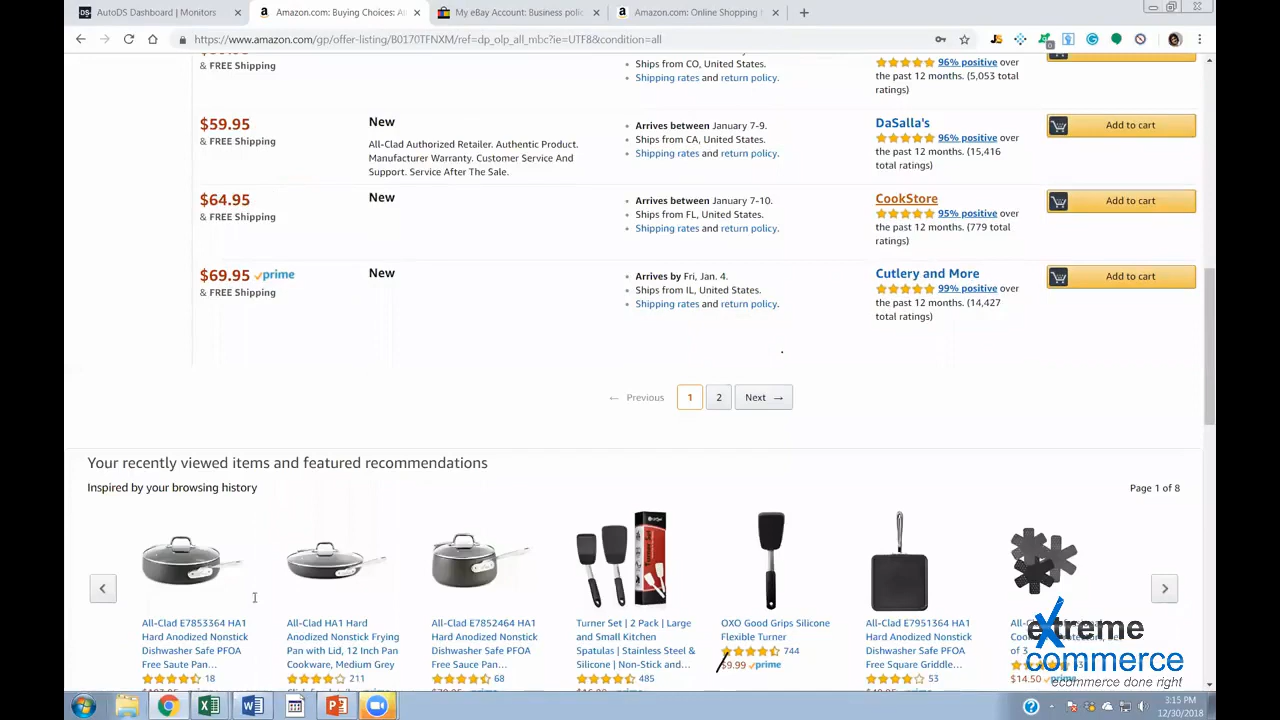 AutoDS Dashboard | Monitors
Amazon.com: Buying Choices: Al
My eBay Account: Business polic
Amazon.com: Online Shopping
https://www.amazon.com/gp/offer-listing/B0170TFNXM/ref=dp_olp_all_mbc?ie=UTF8&condition=all
& FREE Shipping
Ships from CO, United States.
Shipping rates and return policy.
96% positive over
the past 12 months. (5,053 total
ratings)
$59.95
& FREE Shipping
New
All-Clad Authorized Retailer. Authentic Product.
Manufacturer Warranty. Customer Service And
Support. Service After The Sale.
Arrives between January 7-9.
Ships from CA, United States.
Shipping rates and return policy.
DaSalla's
96% positive over
the past 12 months. (15,416
total ratings)
Add to cart
$64.95
& FREE Shipping
New
Arrives between January 7-10.
Ships from FL, United States.
Shipping rates and return policy.
CookStore
95% positive over
the past 12 months. (779 total
ratings)
Add to cart
$69.95 prime
& FREE Shipping
New
Arrives by Fri, Jan. 4.
Ships from IL, United States.
Shipping rates and return policy.
Cutlery and More
99% positive over
the past 12 months. (14,427
total ratings)
Add to cart
← Previous 1 2 Next →
Your recently viewed items and featured recommendations
Inspired by your browsing history
Page 1 of 8
All-Clad E7853364 HA1
Hard Anodized Nonstick
Dishwasher Safe PFOA
Free Saute Pan...
18
All-Clad HA1 Hard
Anodized Nonstick Frying
Pan with Lid, 12 Inch Pan
Cookware, Medium Grey
211
All-Clad E7852464 HA1
Hard Anodized Nonstick
Dishwasher Safe PFOA
Free Sauce Pan...
68
Turner Set | 2 Pack | Large
and Small Kitchen
Spatulas | Stainless Steel &
Silicone | Non-Stick and...
485
OXO Good Grips Silicone
Flexible Turner
744
$9.99 prime
All-Clad E7951364 HA1
Hard Anodized Nonstick
Dishwasher Safe PFOA
Free Square Griddle...
53
$14.50
extreme
commerce
ecommerce done right
3:15 PM
12/30/2018